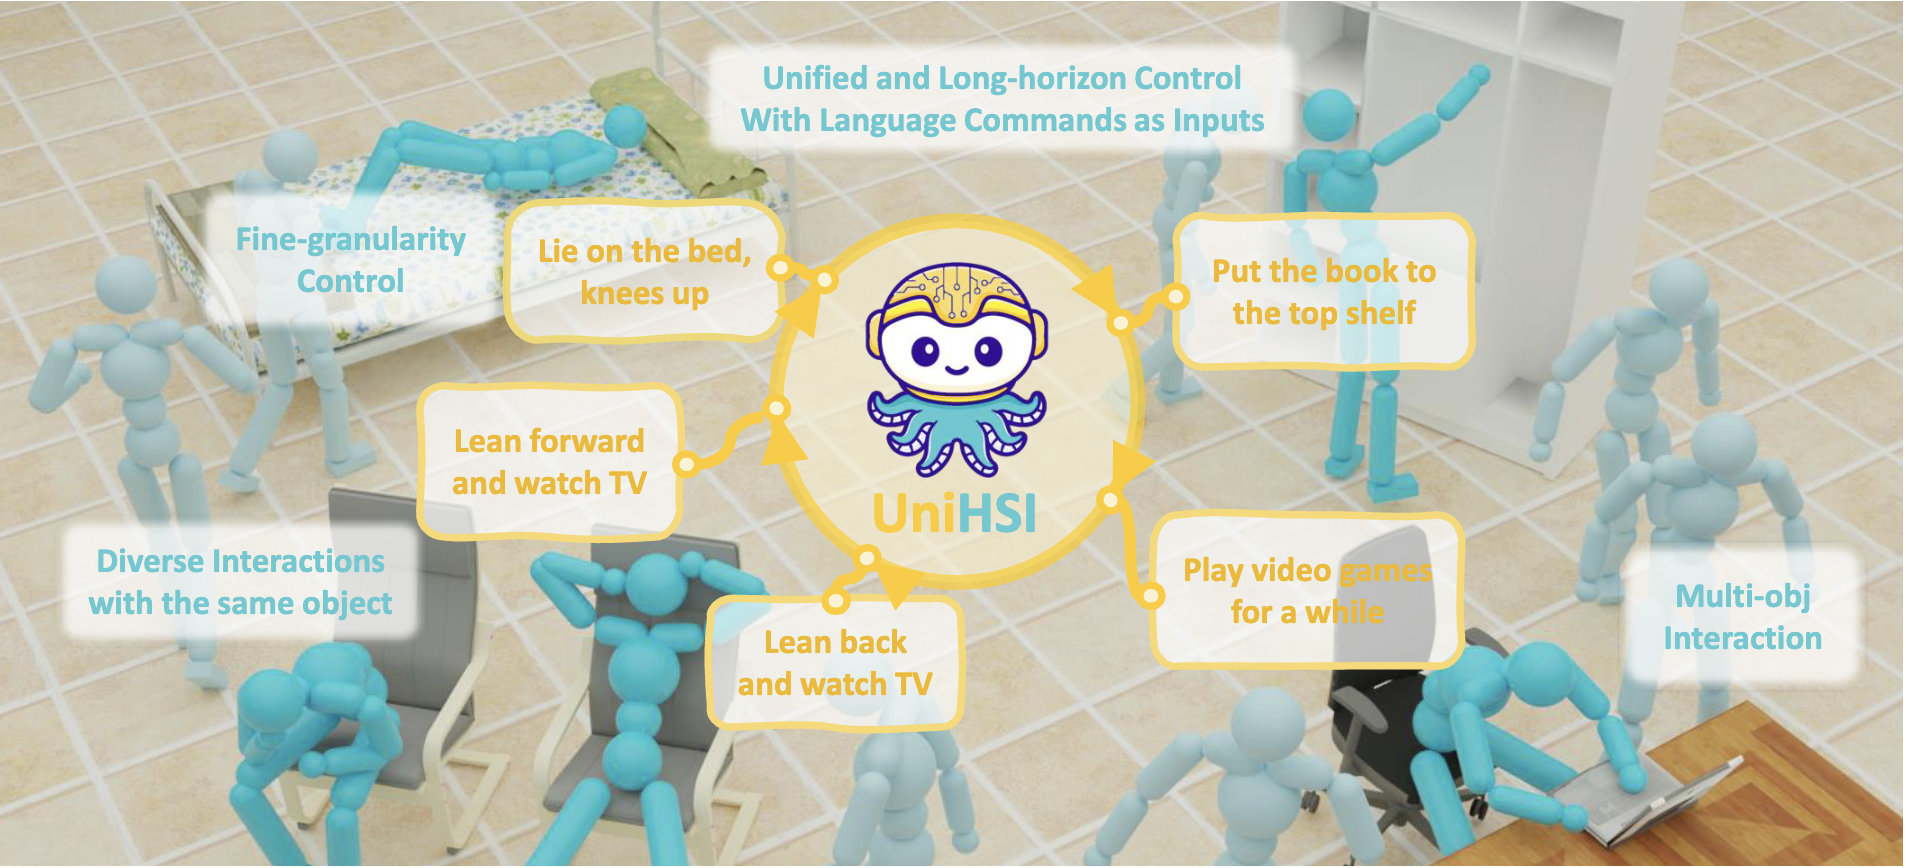 Unified and Long-horizon Control
With Language Commands as Inputs
Fine-granularity
Control
Lie on the bed,
knees up
Put the book to
the top shelf
Lean forward
and watch TV
UniHSI
Diverse Interactions
with the same object
Play video games
for a while
Multi-obj
Interaction
Lean back
and watch TV